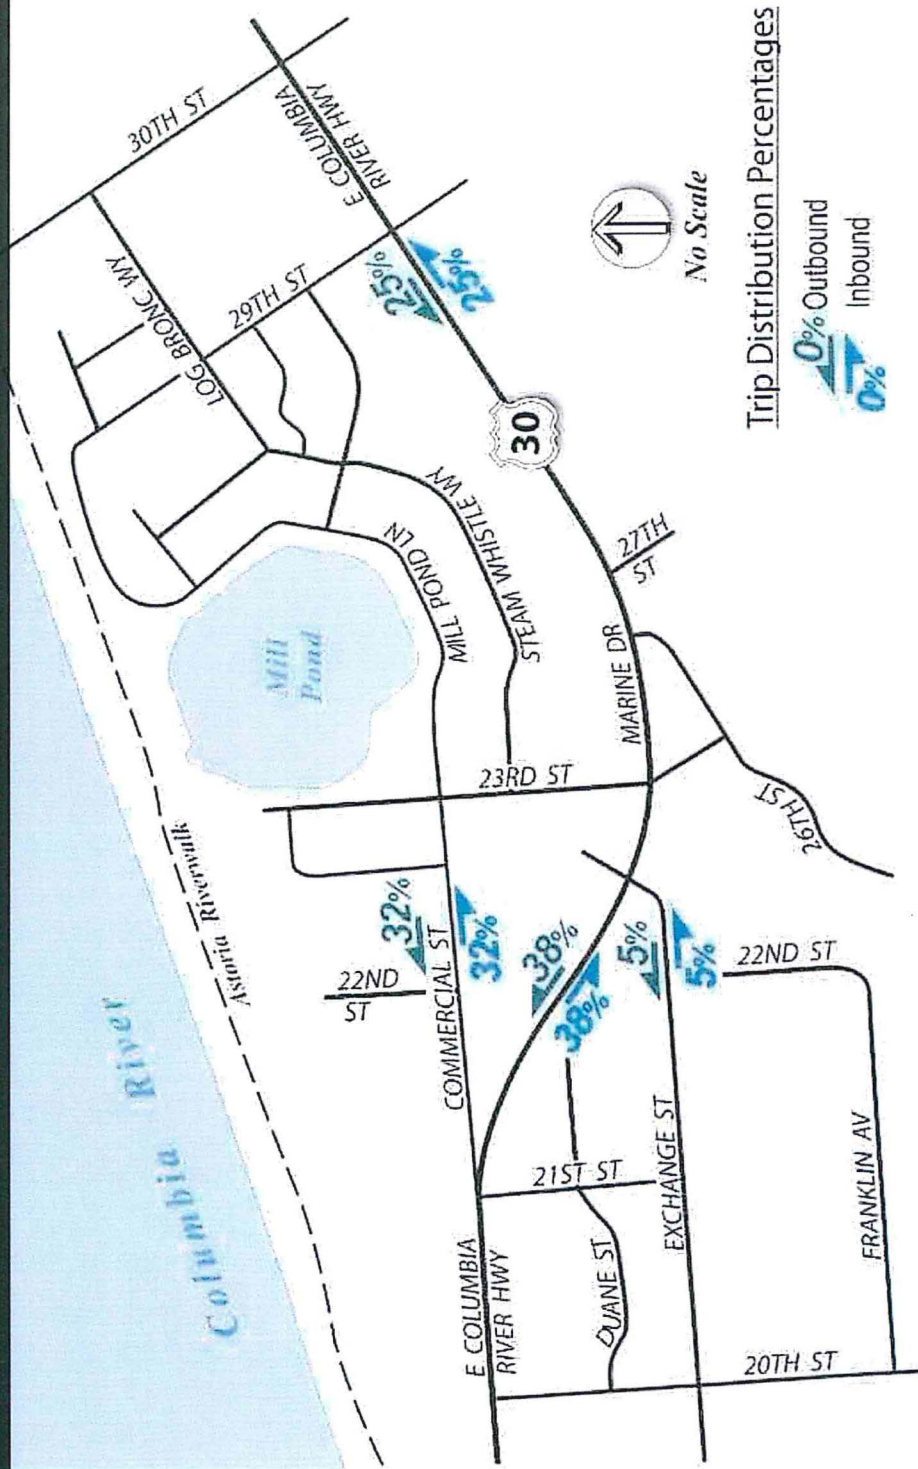 Columbia River
Astoria Riverwalk
Mill
Pond
30TH ST
E COLUMBIA
RIVER HWY
LOG BRONC WY
29TH ST
25%
25%
30
MILL POND LN
STEAM WHISTLE WY
27TH
ST
MARINE DR
23RD ST
26TH ST
22ND
ST
32%
COMMERCIAL ST
32%
38%
38%
5%
5%
22ND ST
21ST ST
EXCHANGE ST
E COLUMBIA
RIVER HWY
DUANE ST
FRANKLIN AV
20TH ST
No Scale
Trip Distribution Percentages
0% Outbound
0% Inbound